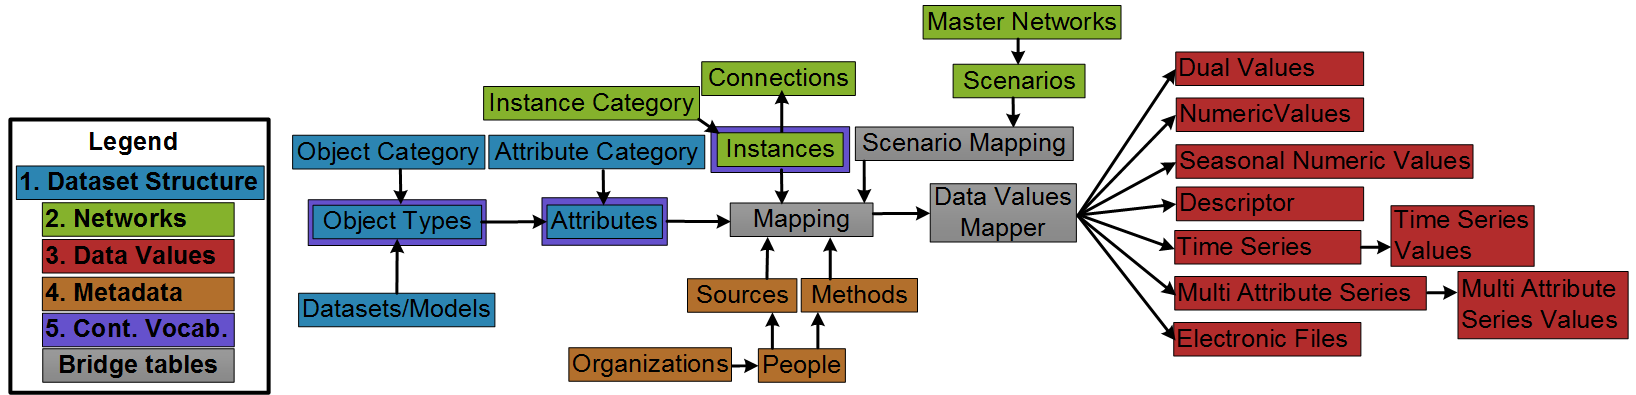 Legend
1. Dataset Structure
2. Networks
3. Data Values
4. Metadata
5. Cont. Vocab.
Bridge tables
Master Networks
Scenarios
Connections
Instance Category
Object Category
Attribute Category
Instances
Scenario Mapping
Object Types
Attributes
Mapping
Data Values
Mapper
Datasets/Models
Sources
Methods
Organizations
People
Dual Values
NumericValues
Seasonal Numeric Values
Descriptor
Time Series
Time Series
Values
Multi Attribute Series
Multi Attribute
Series Values
Electronic Files